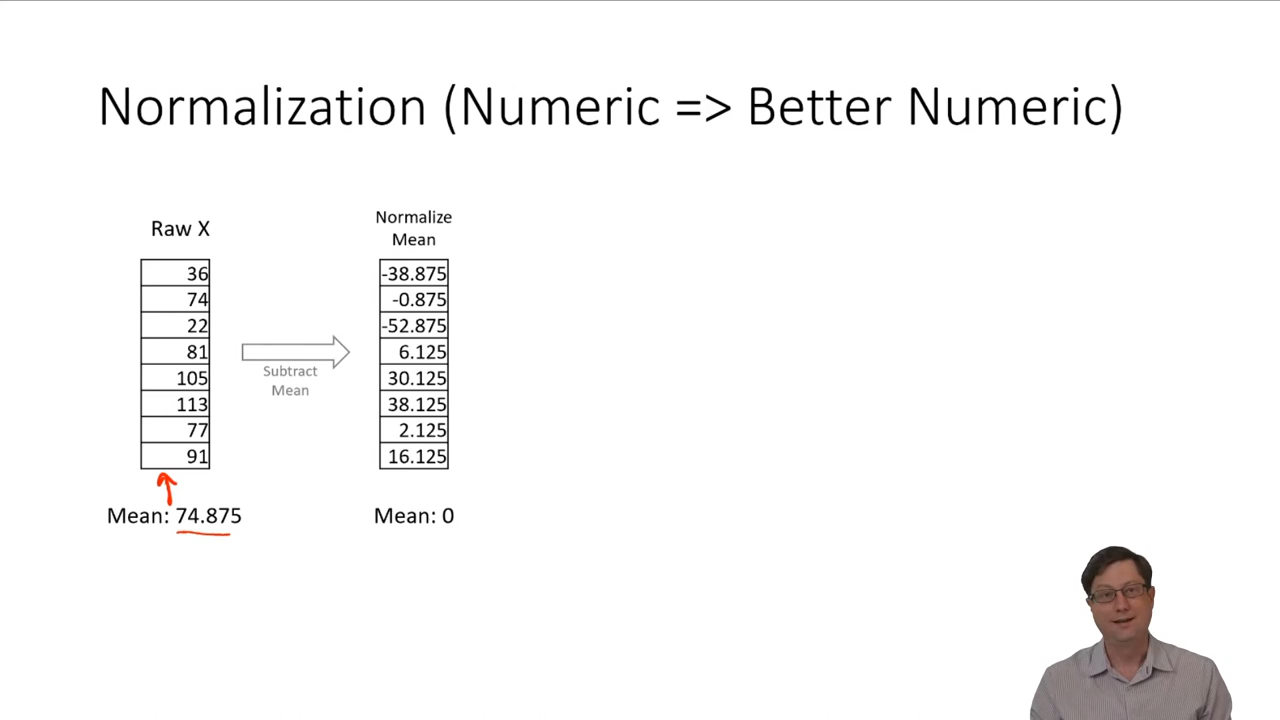 Normalization (Numeric => Better Numeric)
Raw X
36
74
22
81
105
113
77
91
Mean: 74.875
Subtract
Mean
Normalize
Mean
-38.875
-0.875
-52.875
6.125
30.125
38.125
2.125
16.125
Mean: 0